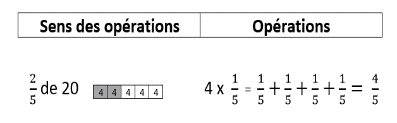 Sens des opérations Opérations
2/5 de 20 4 4 4 4 4 4 x 1/5 = 1/5 + 1/5 + 1/5 + 1/5 = 4/5